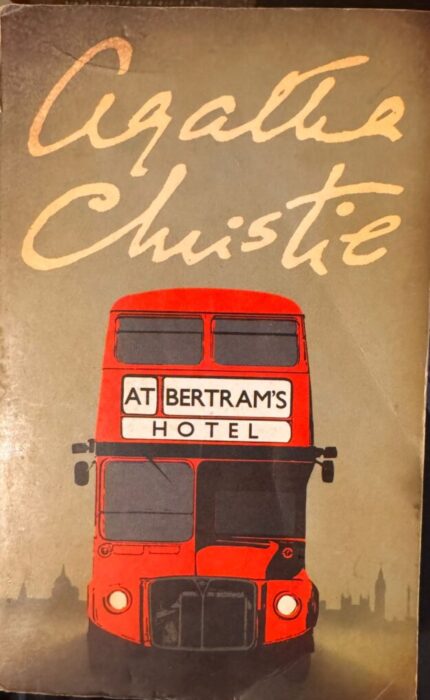 Agatha
Christie
AT BERTRAM'S
HOTEL